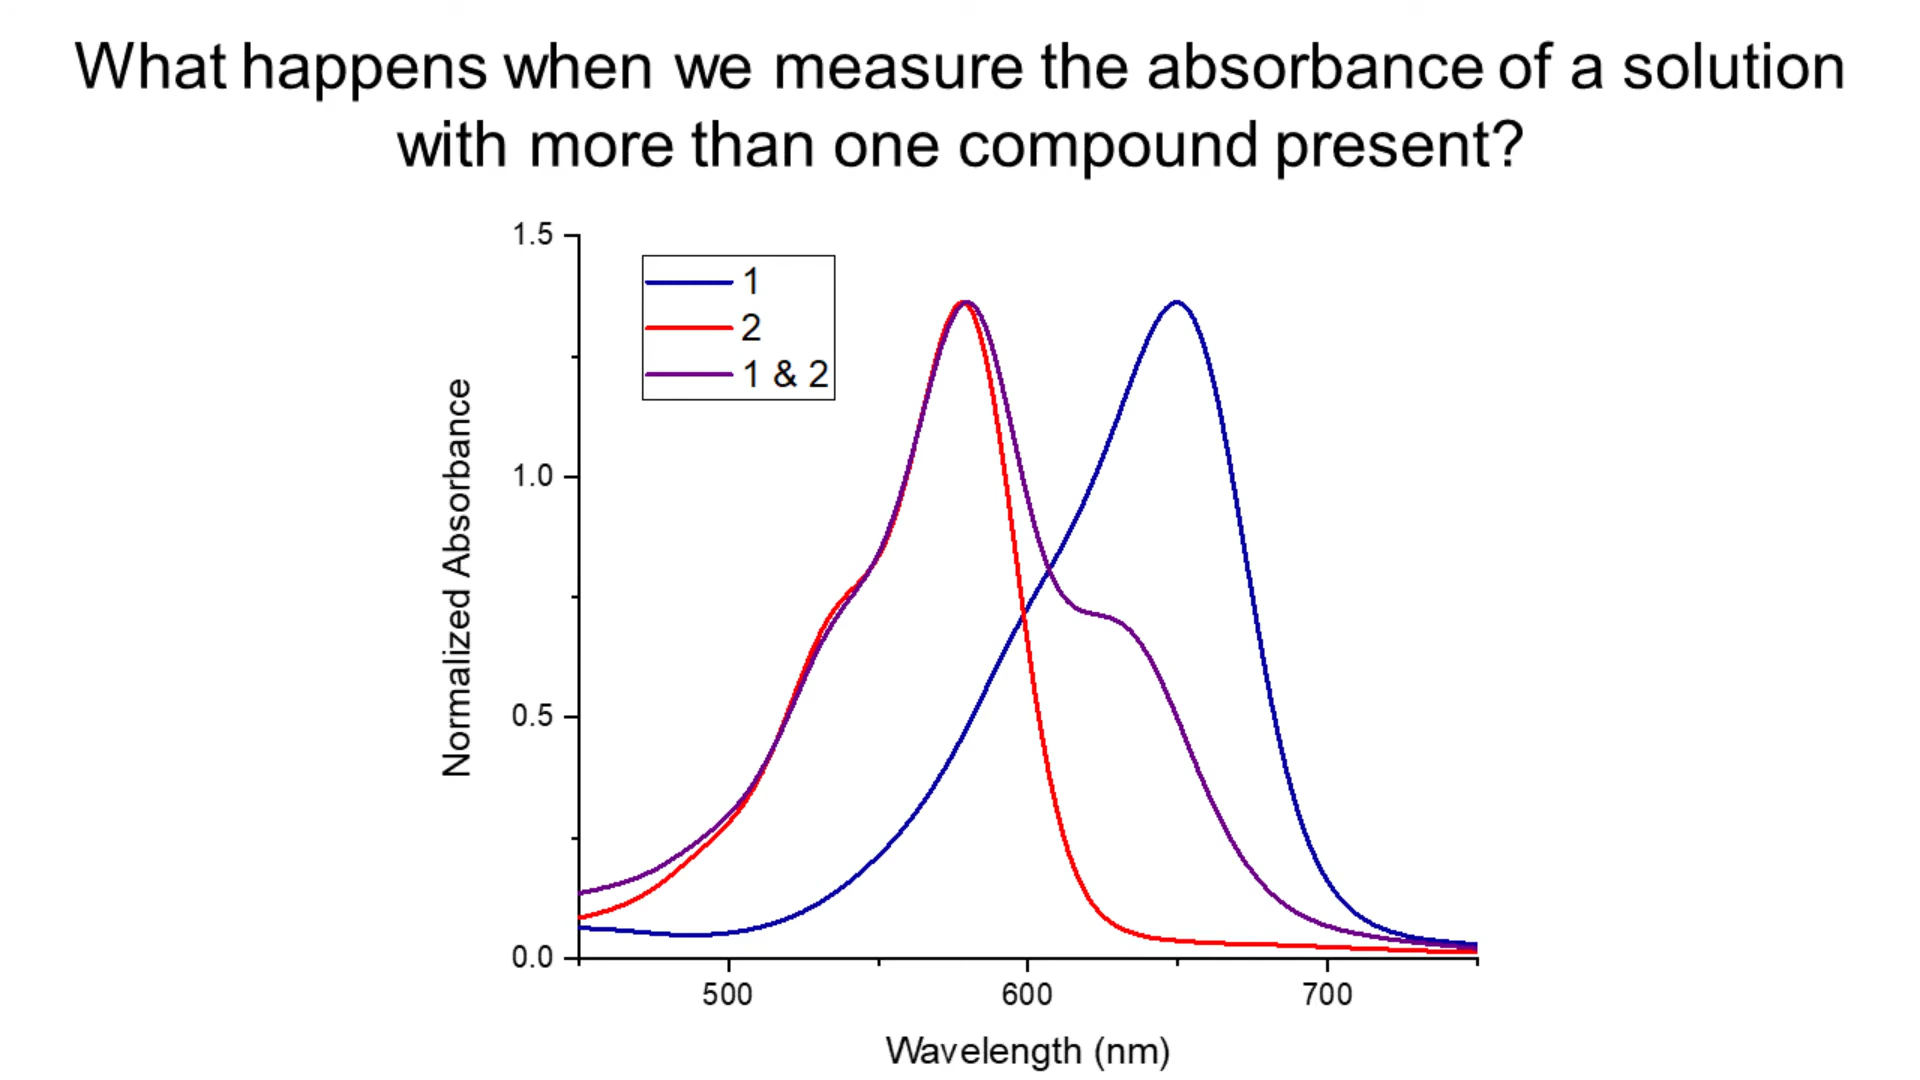 What happens when we measure the absorbance of a solution
with more than one compound present?
1.5
1
2
1 & 2
1.0
Normalized Absorbance
0.5
0.0
500
600
700
Wavelength (nm)